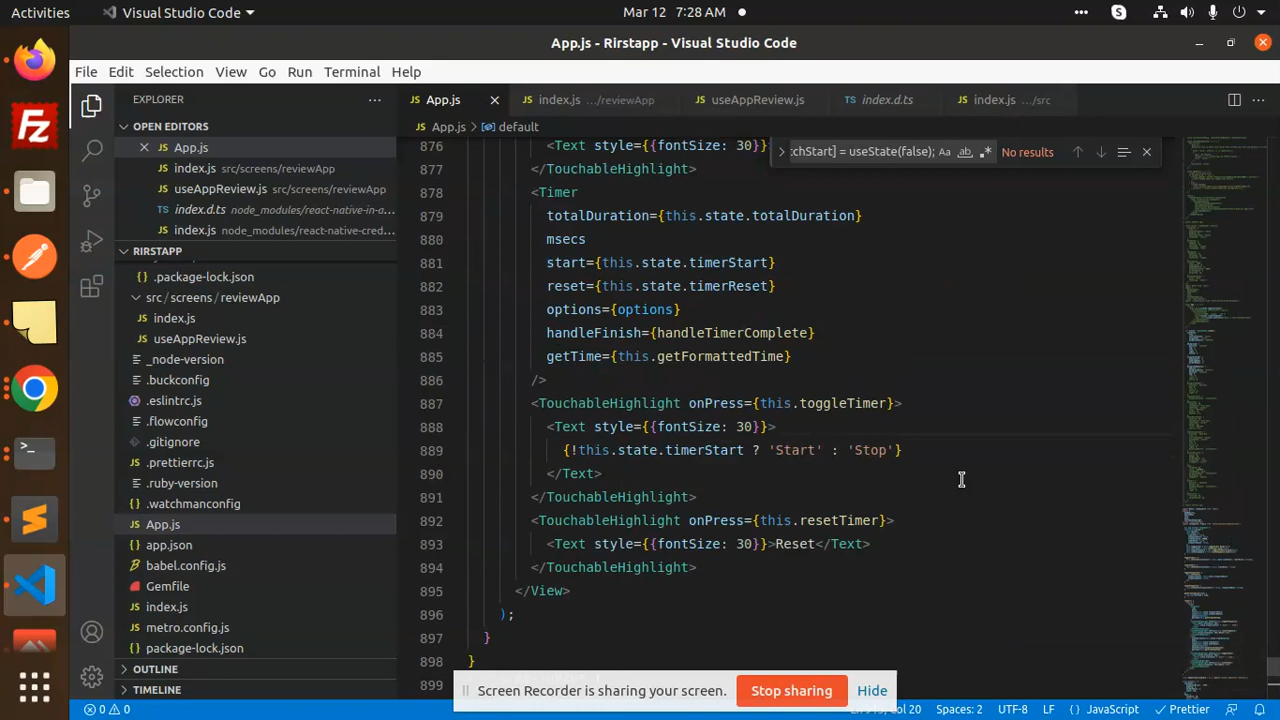 Activities
Visual Studio Code
Mar 12 7:28 AM
App.js - Rirstapp - Visual Studio Code
File Edit Selection View Go Run Terminal Help
EXPLORER
OPEN EDITORS
App.js
index.js src/screens/reviewApp
useAppReview.js src/screens/reviewApp
index.d.ts node_modules/react-native-in-a...
index.js node_modules/react-native-cred...
RIRSTAPP
.package-lock.json
src/screens/reviewApp
index.js
useAppReview.js
_node-version
.buckconfig
.eslintrc.js
.flowconfig
.gitignore
.prettierrc.js
.ruby-version
.watchmanconfig
App.js
app.json
babel.config.js
Gemfile
index.js
metro.config.js
package-lock.json
OUTLINE
TIMELINE
App.js
index.js .../reviewApp
useAppReview.js
index.d.ts
index.js .../src
App.js > default
:chStart] = useState(false); Aa ab, No results
876 <Text style={{fontSize: 30}}
877 </TouchableHighlight>
878 <Timer
879 totalDuration={this.state.totalDuration}
880 msecs
881 start={this.state.timerStart}
882 reset={this.state.timerReset}
883 options={options}
884 handleFinish={handleTimerComplete}
885 getTime={this.getFormattedTime}
886 />
887 <TouchableHighlight onPress={this.toggleTimer}>
888 <Text style={{fontSize: 30}}>
889 {!this.state.timerStart ? 'Start' : 'Stop'}
890 </Text>
891 </TouchableHighlight>
892 <TouchableHighlight onPress={this.resetTimer}>
893 <Text style={{fontSize: 30}}>Reset</Text>
894 </TouchableHighlight>
895 </View>
896 );
897 }
898 }
899
Screen Recorder is sharing your screen. Stop sharing Hide
0 0
Col 20 Spaces: 2 UTF-8 LF { } JavaScript Prettier